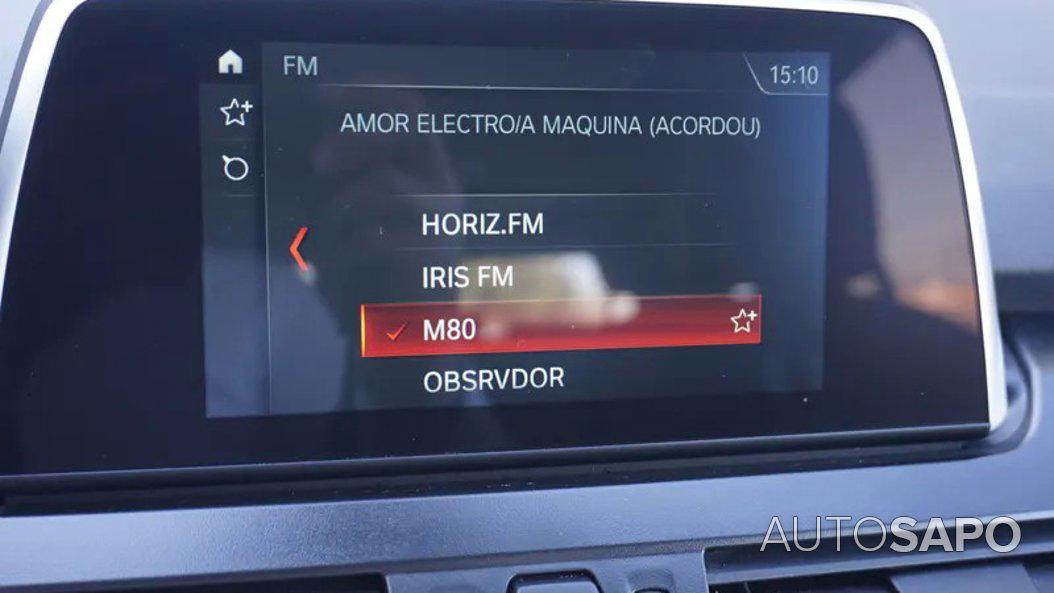 FM
15:10
AMOR ELECTRO/A MAQUINA (ACORDOU)
HORIZ.FM
IRIS FM
M80
OBSRVDOR
AUTOSAPO